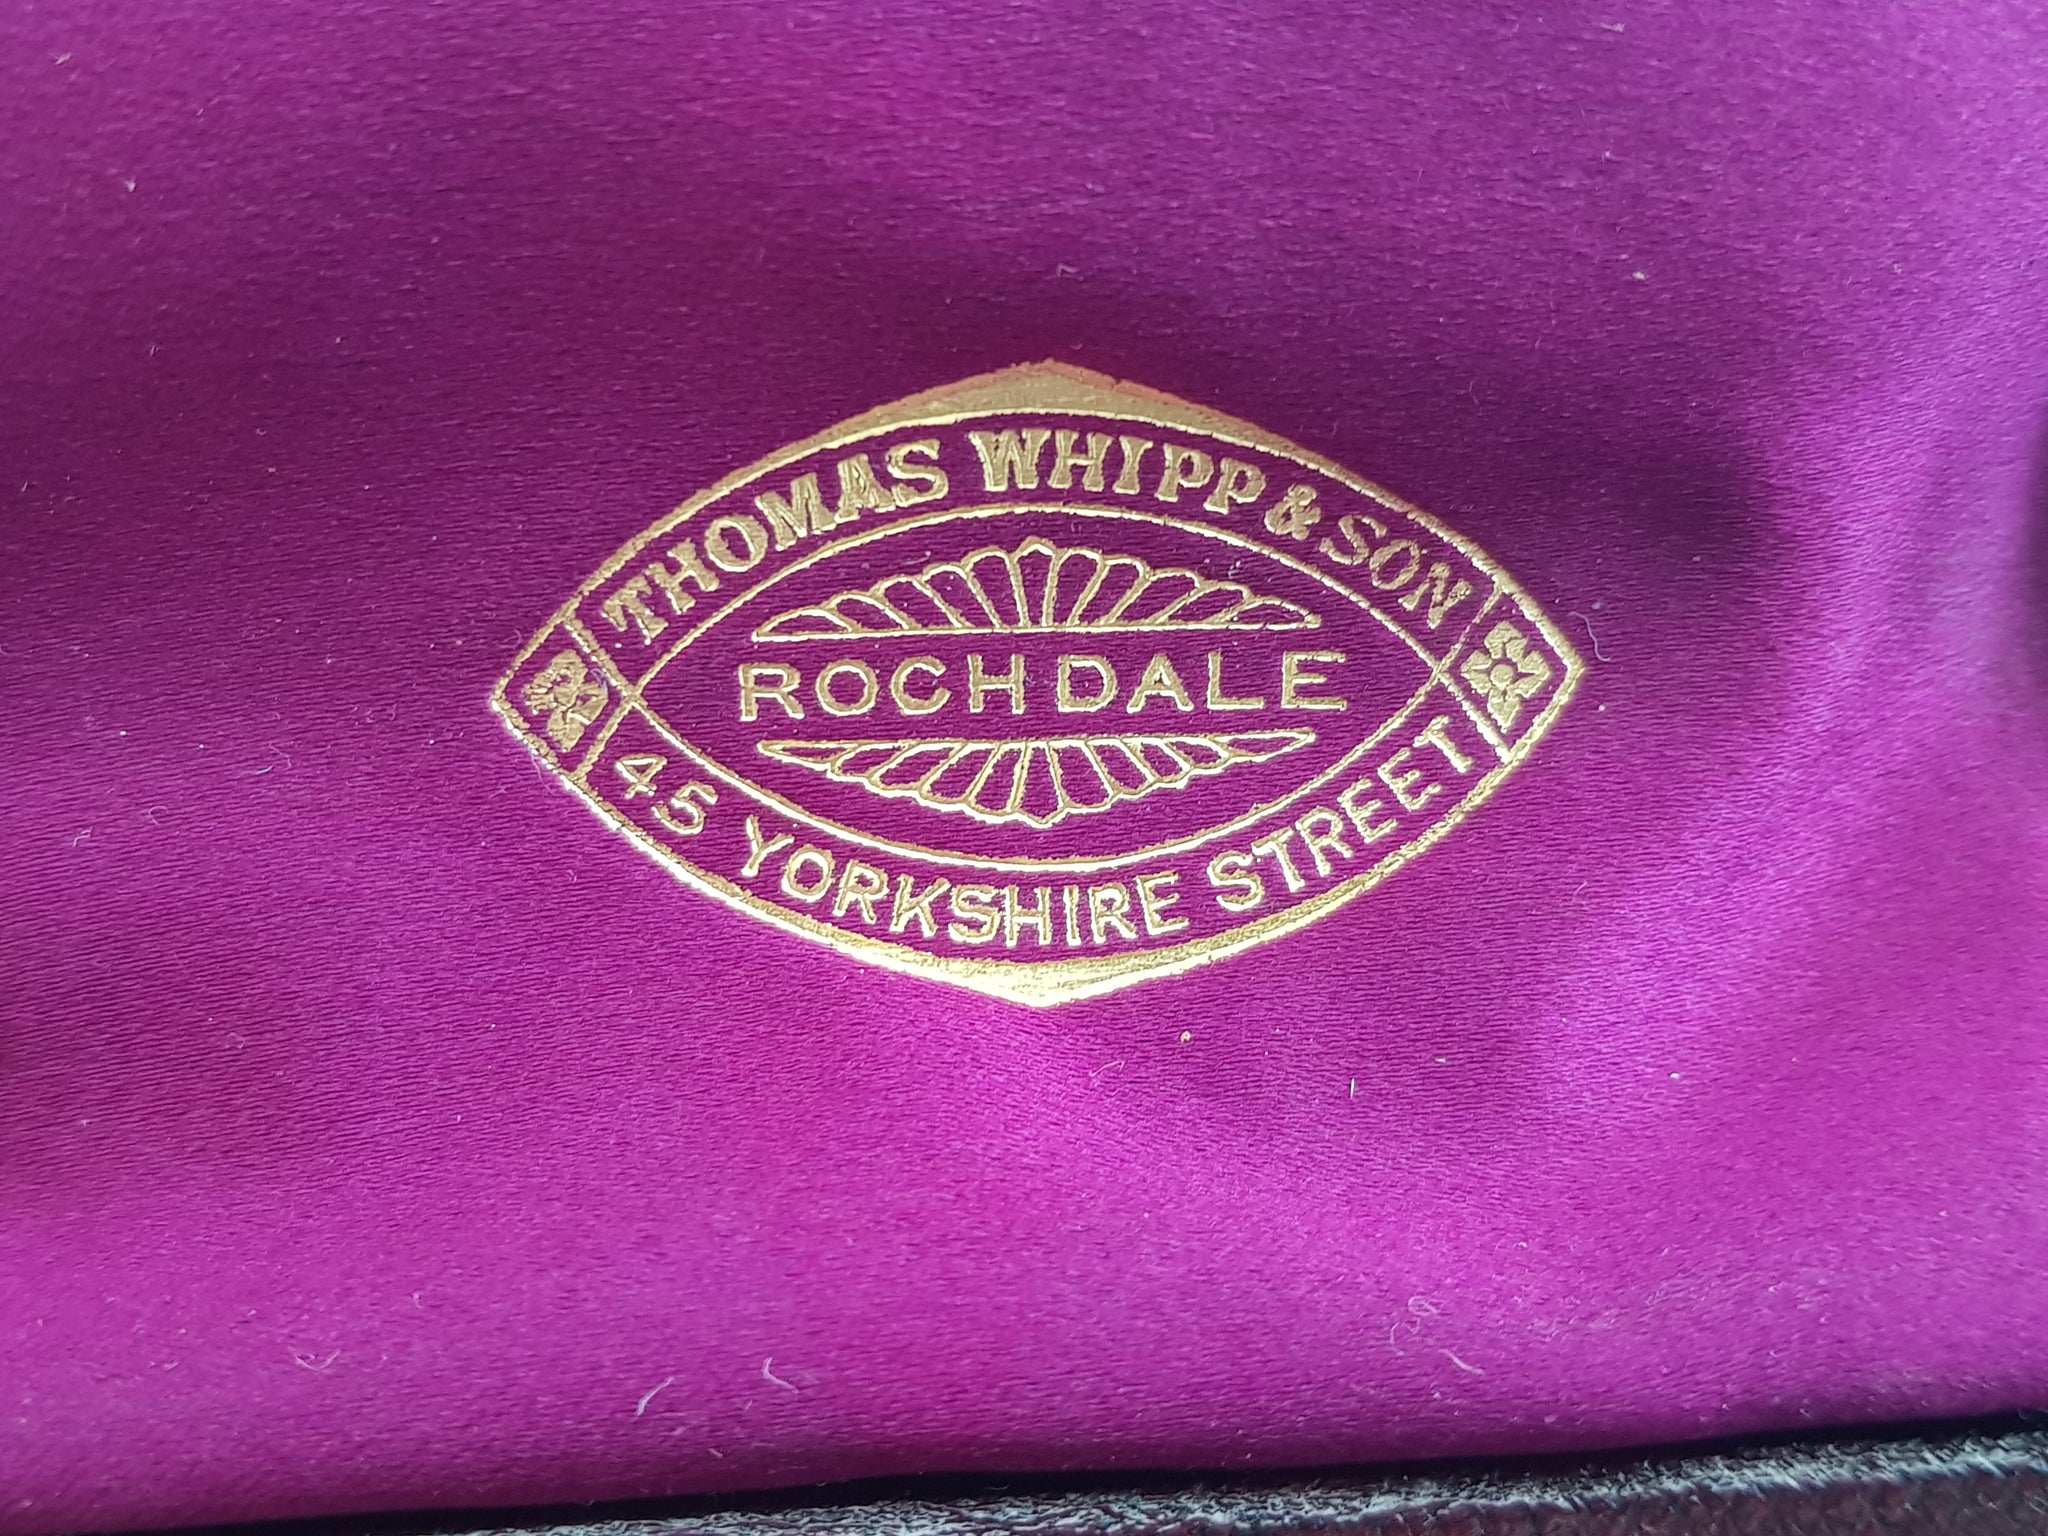 THOMAS WHIPP & SON
ROCHDALE
45 YORKSHIRE STREET